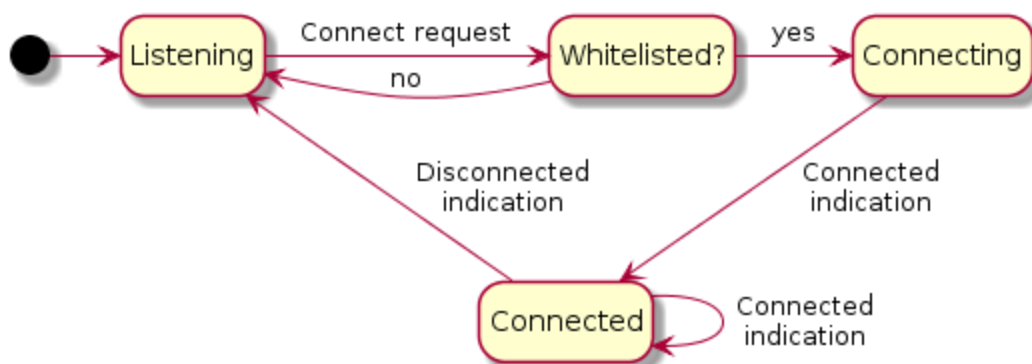 Listening
Connect request
no
Whitelisted?
yes
Connecting
Disconnected
indication
Connected
indication
Connected
Connected
indication